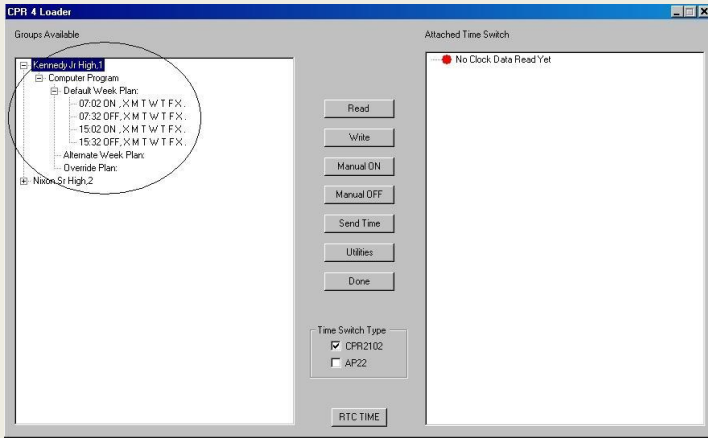 CPR 4 Loader
Groups Available
Kennedy Jr High,1
Computer Program
Default Week Plan:
07:02 ON ,X M T W T F X .
07:32 OFF, X M T W T F X .
15:02 ON ,X M T W T F X .
15:32 OFF, X M T W T F X .
Alternate Week Plan:
Override Plan:
Nixon Sr High,2
Read
Write
Manual ON
Manual OFF
Send Time
Utilities
Done
Time Switch Type
CPR2102
AP22
RTC TIME
Attached Time Switch
No Clock Data Read Yet